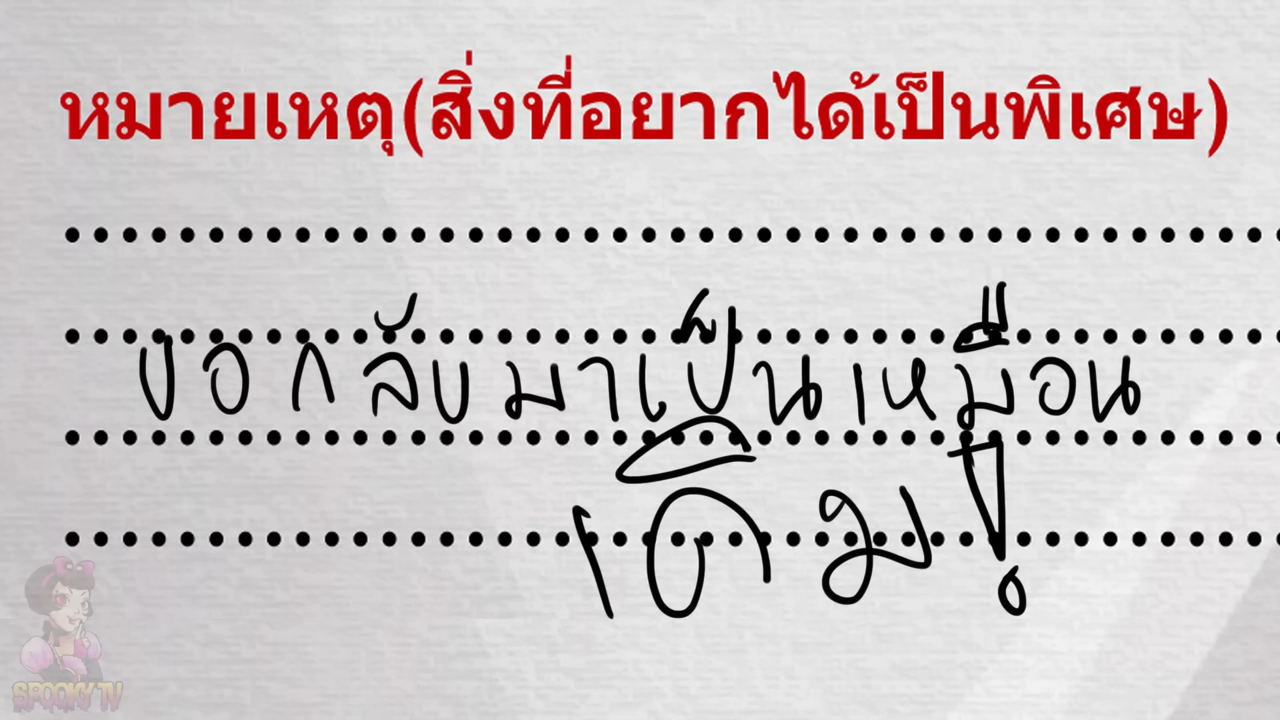 หมายเหตุ(สิ่งที่อยากได้เป็นพิเศษ)
ขอกลับมาเป็นเหมือน
เดิม!
SPOOKY TV